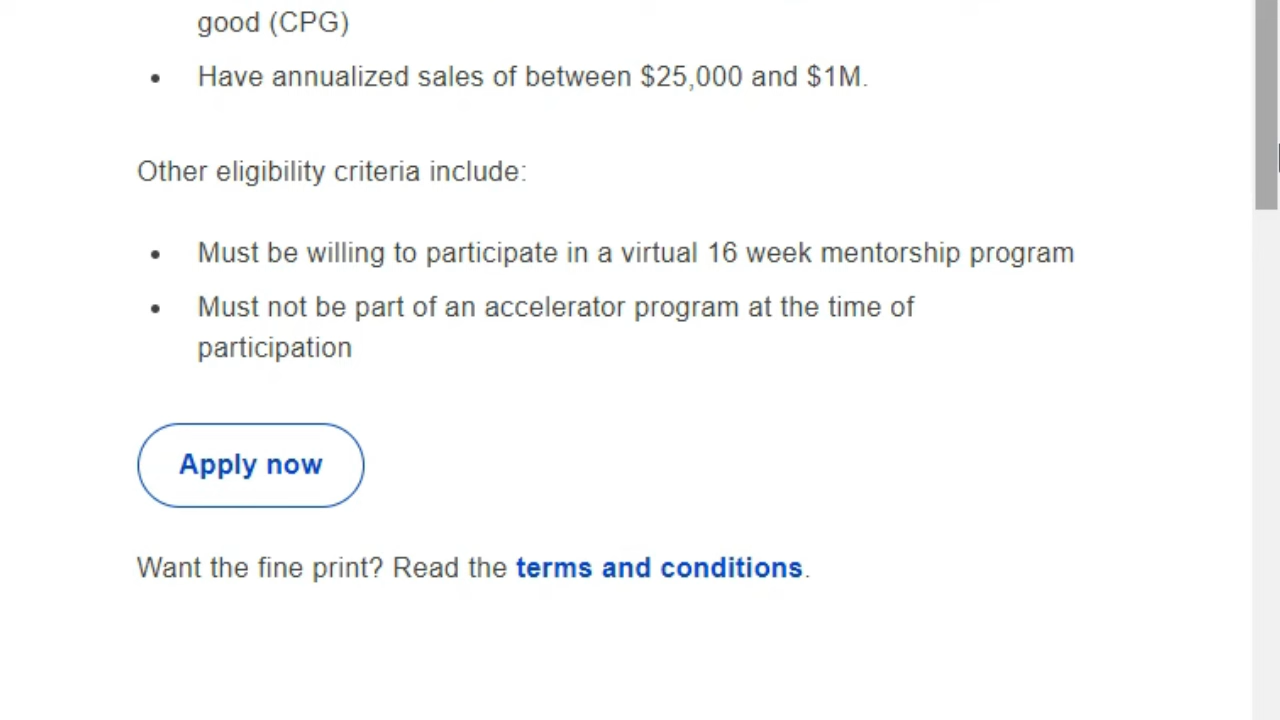 good (CPG)
• Have annualized sales of between $25,000 and $1M.
Other eligibility criteria include:
• Must be willing to participate in a virtual 16 week mentorship program
• Must not be part of an accelerator program at the time of
participation
Apply now
Want the fine print? Read the terms and conditions.